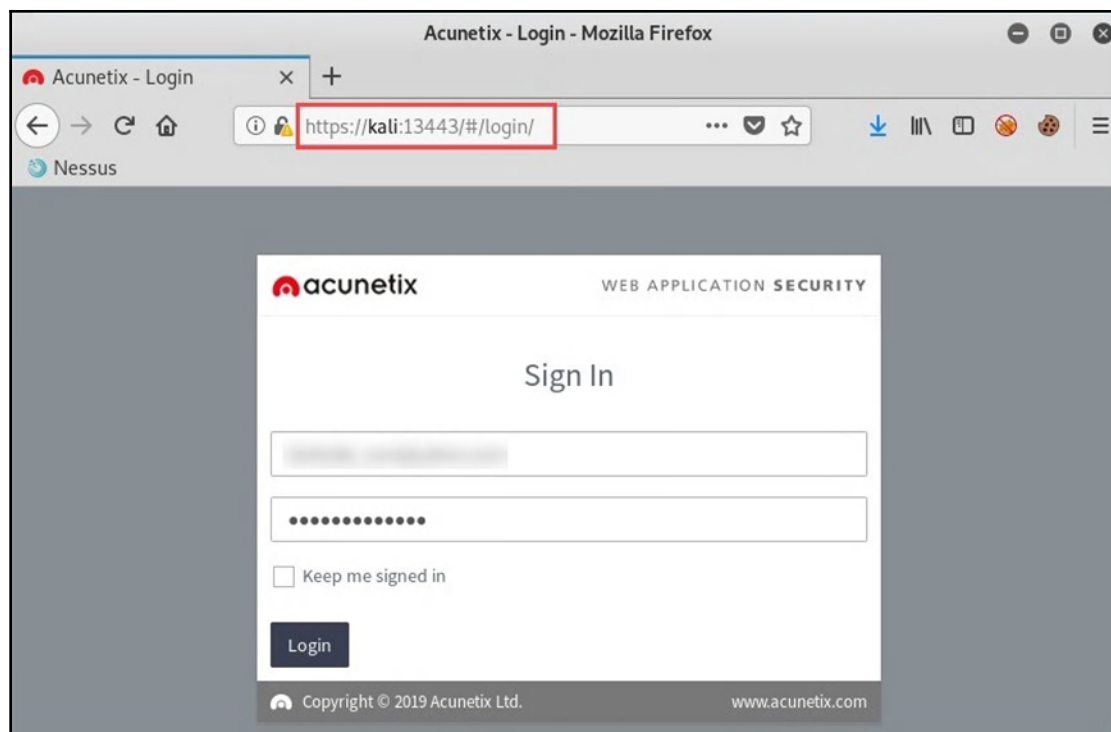 Acunetix - Login - Mozilla Firefox
Acunetix - Login
https://kali:13443/#/login/
Nessus
acunetix WEB APPLICATION SECURITY
Sign In
•••••••••••••
Keep me signed in
Login
Copyright © 2019 Acunetix Ltd. www.acunetix.com